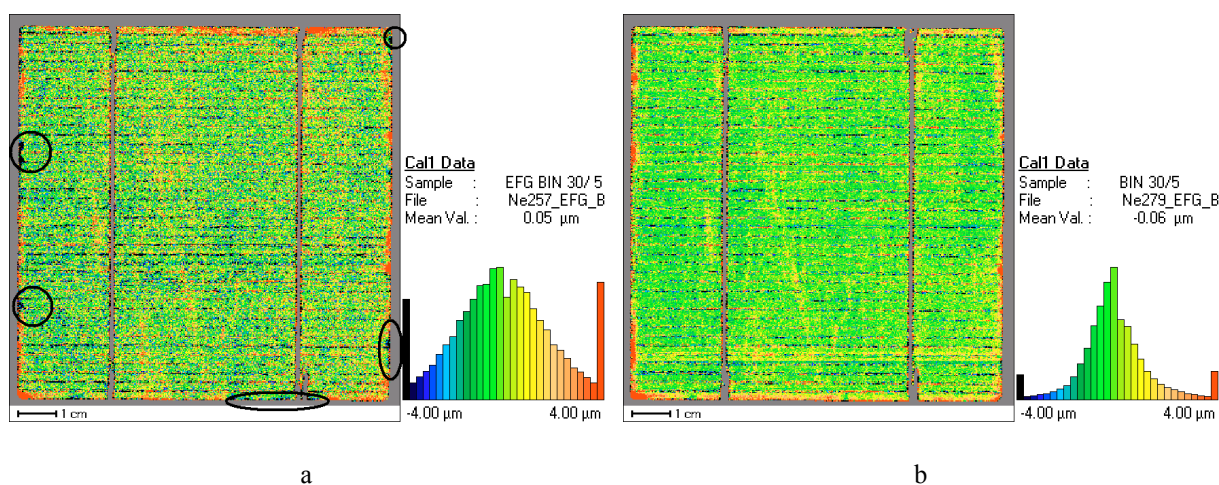 Cal1 Data
Sample : EFG BIN 30/5
File : Ne257_EFG_B
Mean Val. : 0.05 µm
-4.00 µm 4.00 µm
1 cm
a
Cal1 Data
Sample : BIN 30/5
File : Ne279_EFG_B
Mean Val. : -0.06 µm
-4.00 µm 4.00 µm
1 cm
b